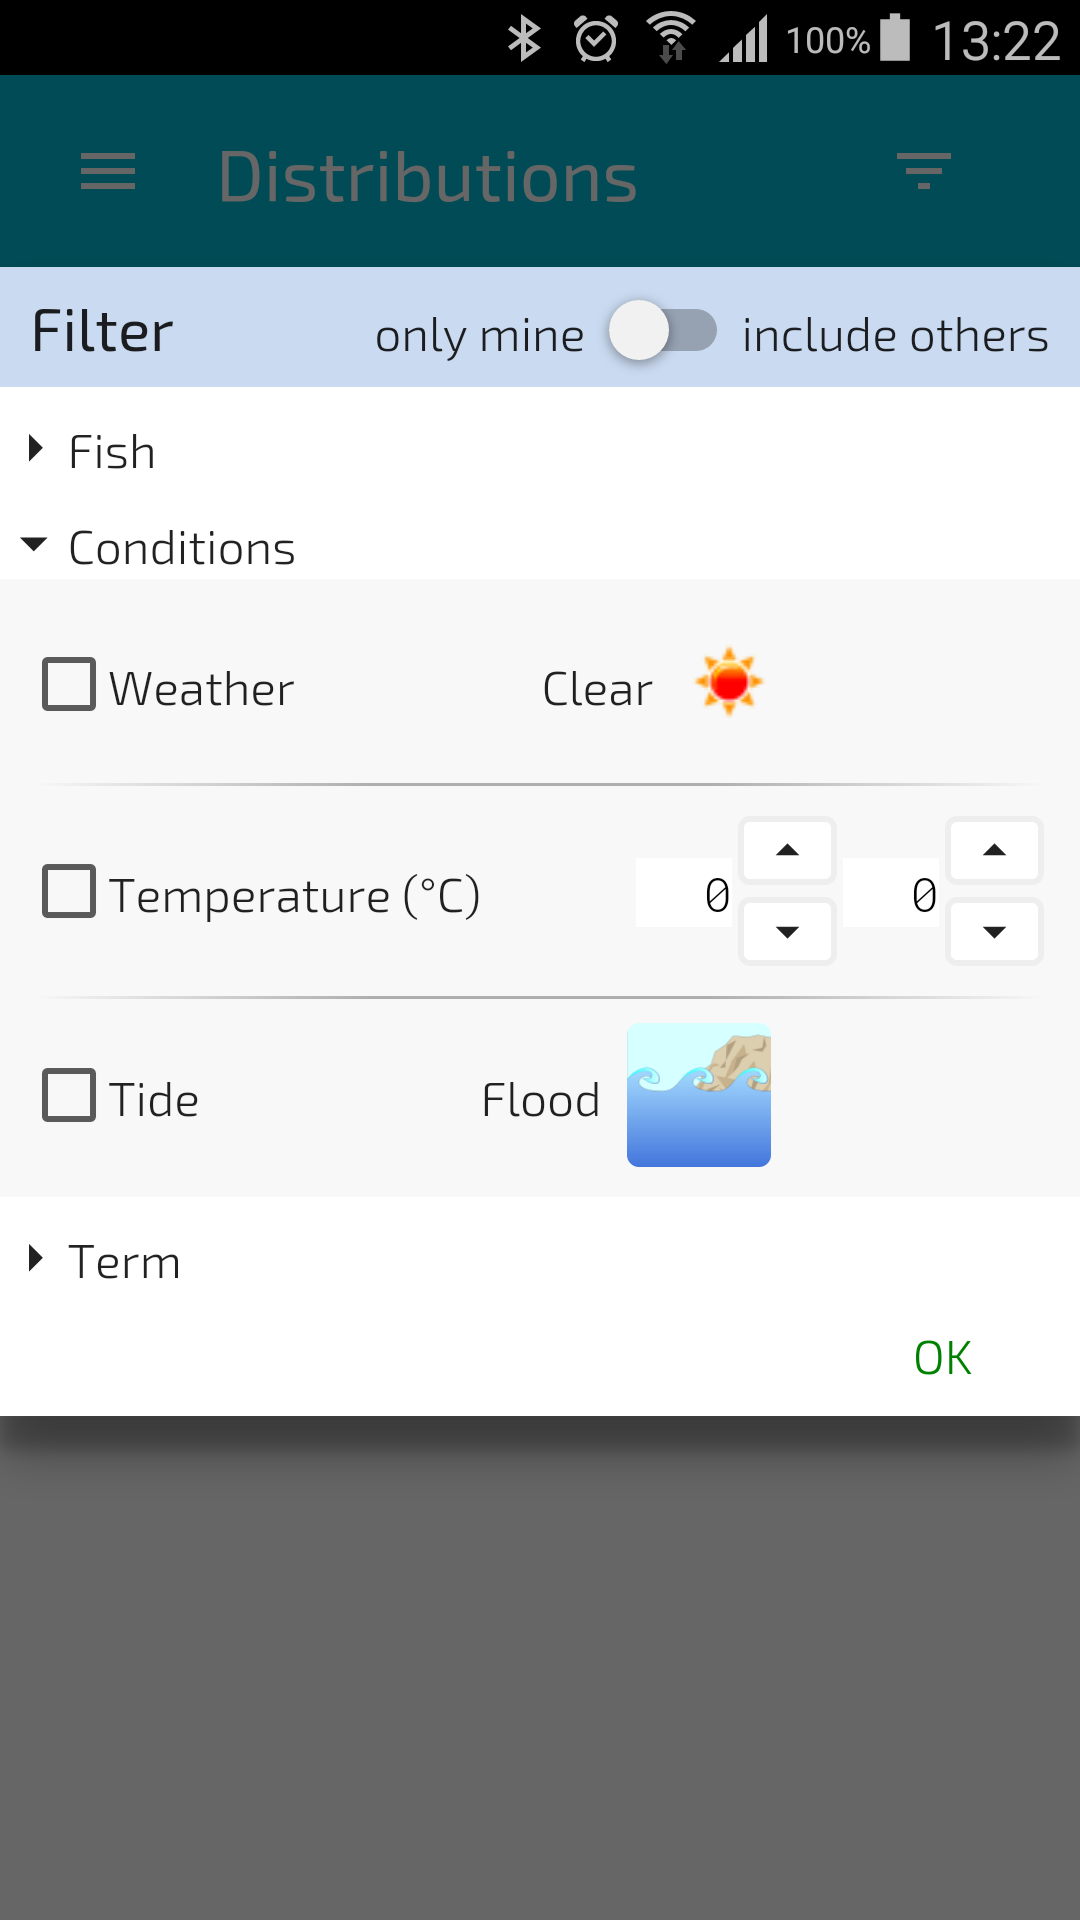 100% 13:22
Distributions
Filter only mine include others
Fish
Conditions
Weather Clear
Temperature (°C) 0 0
Tide Flood
Term
OK